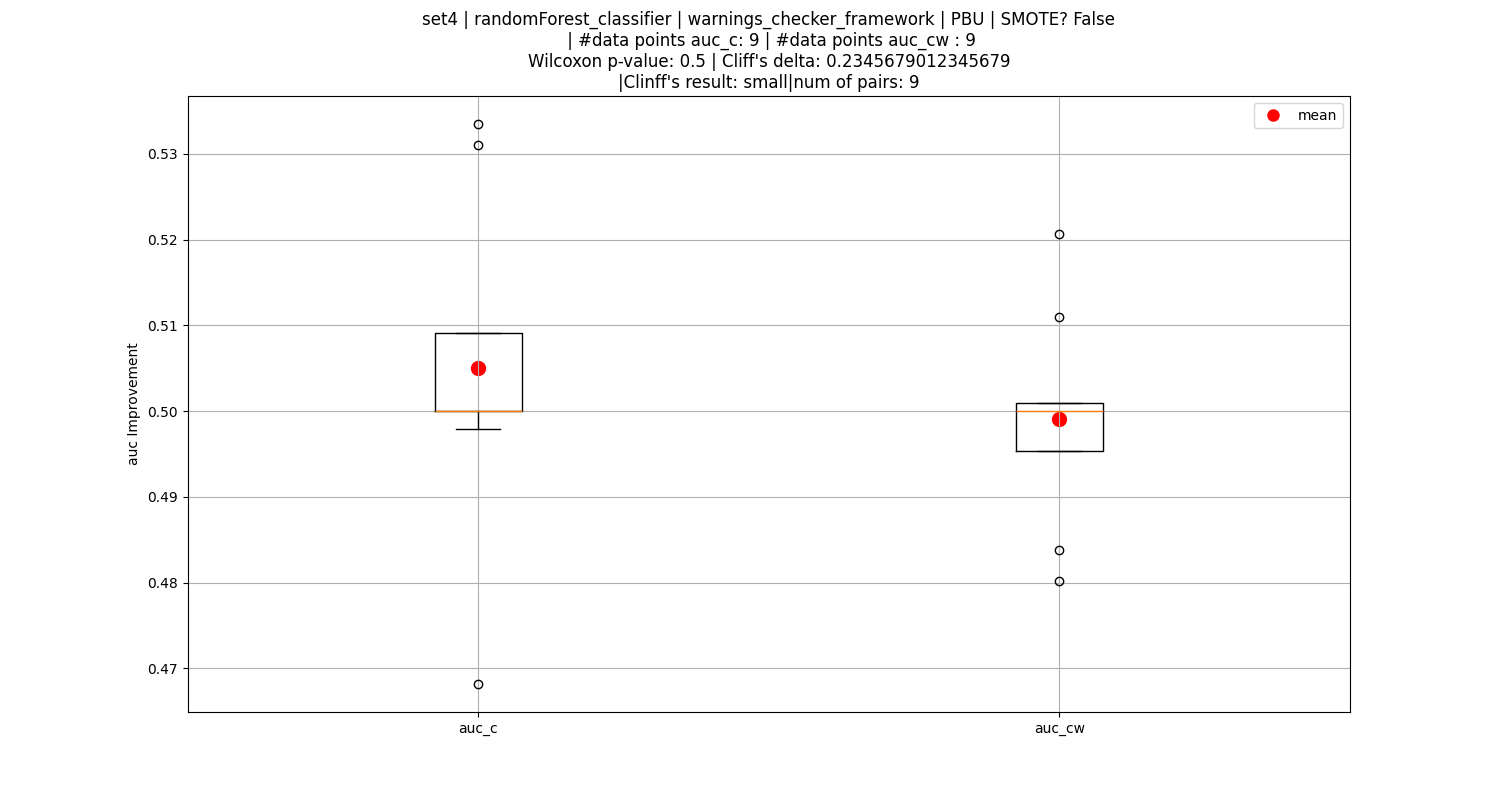 set4 | randomForest_classifier | warnings_checker_framework | PBU | SMOTE? False
| #data points auc_c: 9 | #data points auc_cw : 9
Wilcoxon p-value: 0.5 | Cliff's delta: 0.2345679012345679
|Clinff's result: small|num of pairs: 9
mean
0.53
0.52
0.51
0.50
0.49
0.48
0.47
auc Improvement
auc_c
auc_cw